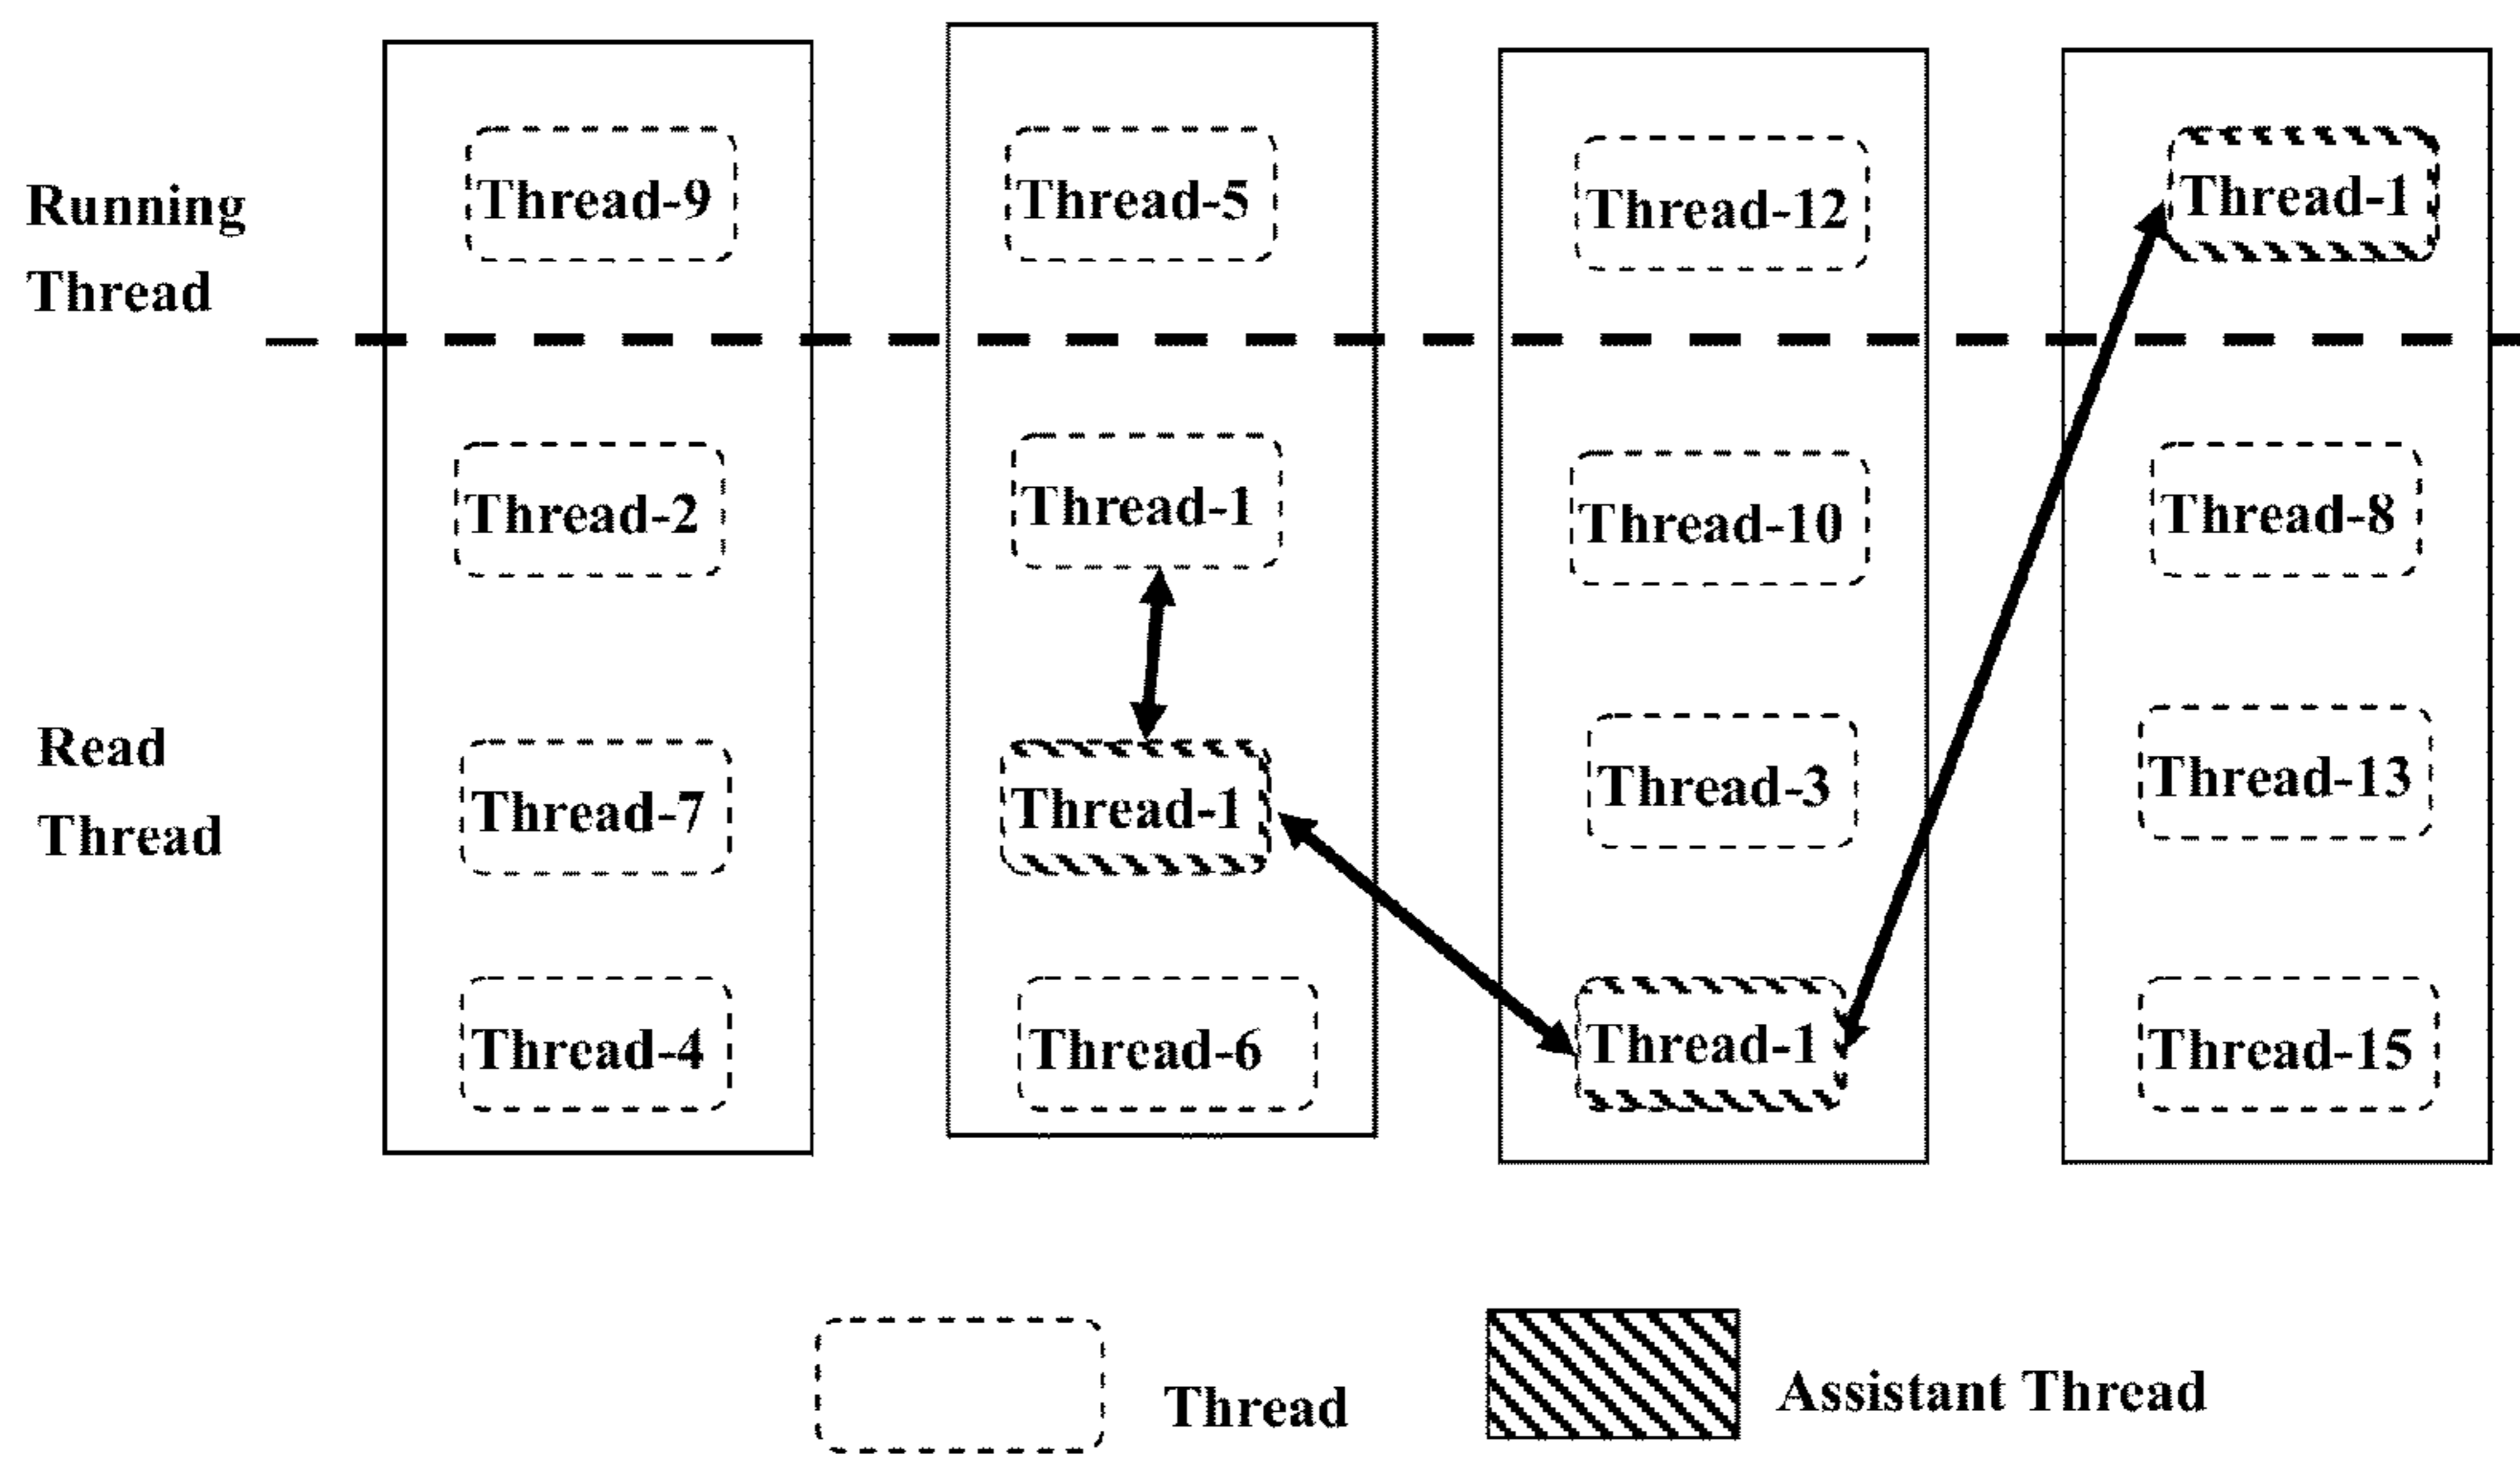 Running
Thread
Thread-9
Thread-5
Thread-12
Thread-1
Thread-2
Thread-1
Thread-10
Thread-8
Read
Thread
Thread-7
Thread-1
Thread-3
Thread-13
Thread-4
Thread-6
Thread-1
Thread-15
Thread
Assistant Thread